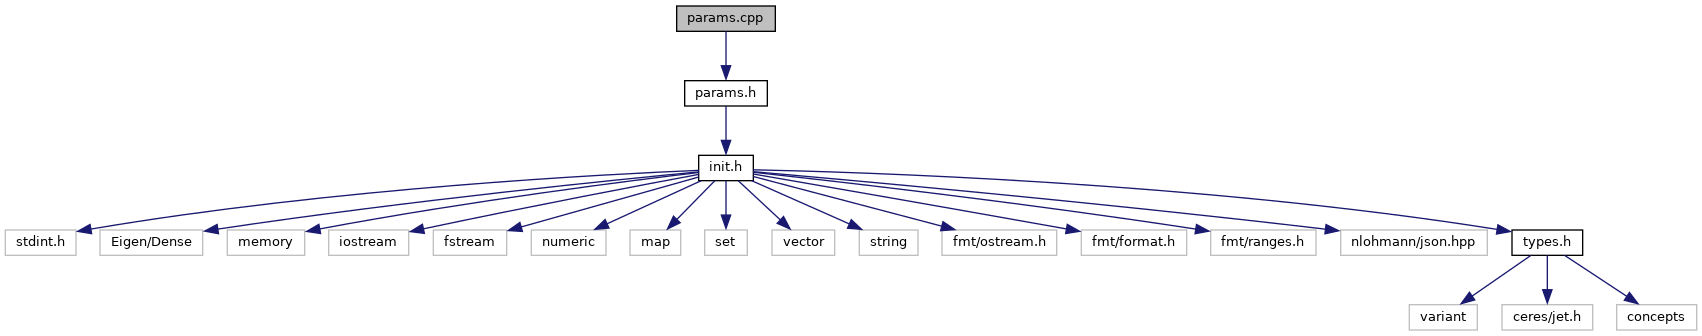 params.cpp
params.h
init.h
stdint.h
Eigen/Dense
memory
iostream
fstream
numeric
map
set
vector
string
fmt/ostream.h
fmt/format.h
fmt/ranges.h
nlohmann/json.hpp
types.h
variant
ceres/jet.h
concepts